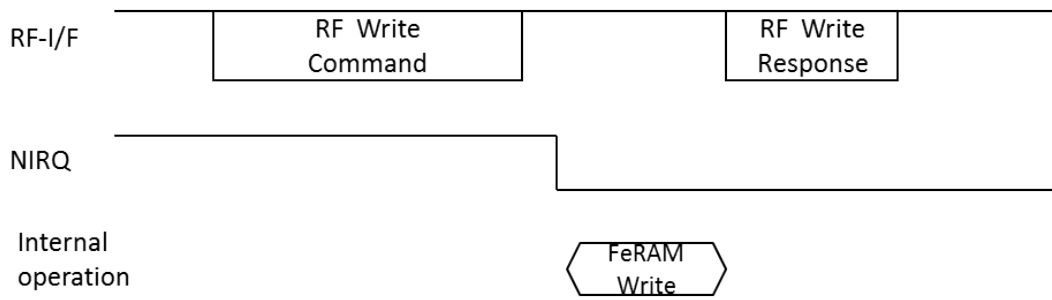 RF-I/F
RF Write
Command
RF Write
Response
NIRQ
Internal
operation
FeRAM
Write